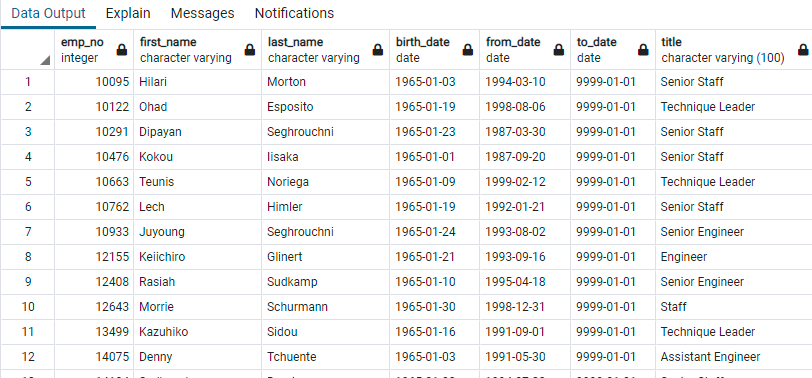 Data Output Explain Messages Notifications
emp_no first_name last_name birth_date from_date to_date title
integer character varying character varying date date date character varying (100)
1 10095 Hilari Morton 1965-01-03 1994-03-10 9999-01-01 Senior Staff
2 10122 Ohad Esposito 1965-01-19 1998-08-06 9999-01-01 Technique Leader
3 10291 Dipayan Seghrouchni 1965-01-23 1987-03-30 9999-01-01 Senior Staff
4 10476 Kokou Iisaka 1965-01-01 1987-09-20 9999-01-01 Senior Staff
5 10663 Teunis Noriega 1965-01-09 1999-02-12 9999-01-01 Technique Leader
6 10762 Lech Himler 1965-01-19 1992-01-21 9999-01-01 Senior Staff
7 10933 Juyoung Seghrouchni 1965-01-24 1993-08-02 9999-01-01 Senior Engineer
8 12155 Keiichiro Glinert 1965-01-21 1993-09-16 9999-01-01 Engineer
9 12408 Rasiah Sudkamp 1965-01-10 1995-04-18 9999-01-01 Senior Engineer
10 12643 Morrie Schurmann 1965-01-30 1998-12-31 9999-01-01 Staff
11 13499 Kazuhiko Sidou 1965-01-16 1991-09-01 9999-01-01 Technique Leader
12 14075 Denny Tchuente 1965-01-03 1991-05-30 9999-01-01 Assistant Engineer